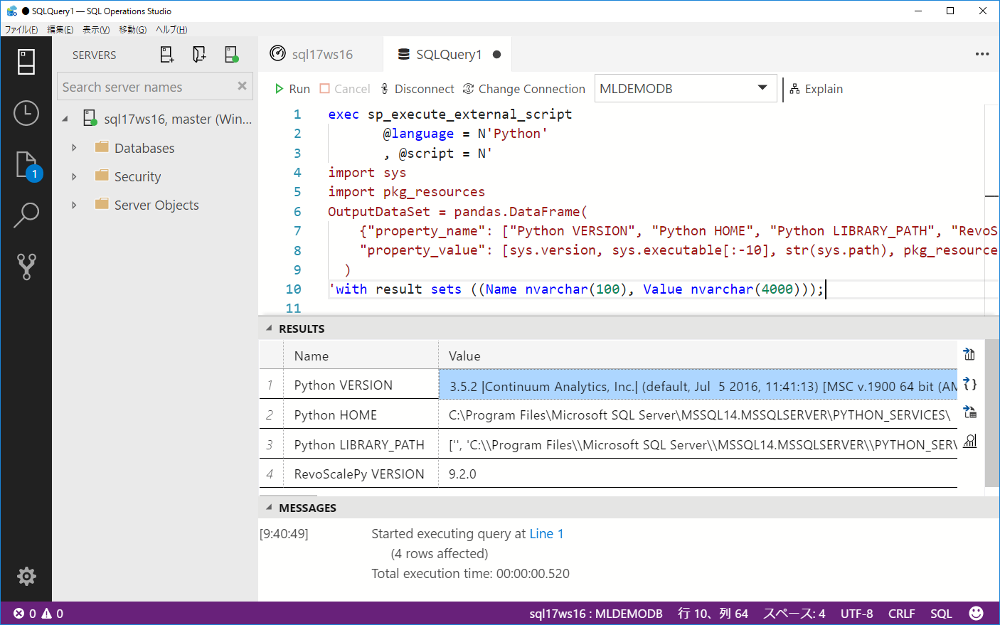 SQLQuery1 — SQL Operations Studio
ファイル(F) 編集(E) 表示(V) 移動(G) ヘルプ(H)
SERVERS
Search server names
sql17ws16, master (Win...
Databases
Security
Server Objects
1
sql17ws16
SQLQuery1
Run Cancel Disconnect Change Connection MLDEMODB Explain
1 exec sp_execute_external_script
2 @language = N'Python'
3 , @script = N'
4 import sys
5 import pkg_resources
6 OutputDataSet = pandas.DataFrame(
7 {"property_name": ["Python VERSION", "Python HOME", "Python LIBRARY_PATH", "RevoS
8 "property_value": [sys.version, sys.executable[:-10], str(sys.path), pkg_resource
9 )
10 'with result sets ((Name nvarchar(100), Value nvarchar(4000)));
11
RESULTS
Name Value
1 Python VERSION 3.5.2 |Continuum Analytics, Inc.| (default, Jul  5 2016, 11:41:13) [MSC v.1900 64 bit (AM
2 Python HOME C:\Program Files\Microsoft SQL Server\MSSQL14.MSSQLSERVER\PYTHON_SERVICES\
3 Python LIBRARY_PATH ['', 'C:\\Program Files\\Microsoft SQL Server\\MSSQL14.MSSQLSERVER\\PYTHON_SERV
4 RevoScalePy VERSION 9.2.0
MESSAGES
[9:40:49] Started executing query at Line 1
(4 rows affected)
Total execution time: 00:00:00.520
0 0 sql17ws16 : MLDEMODB 行 10、列 64 スペース: 4 UTF-8 CRLF SQL